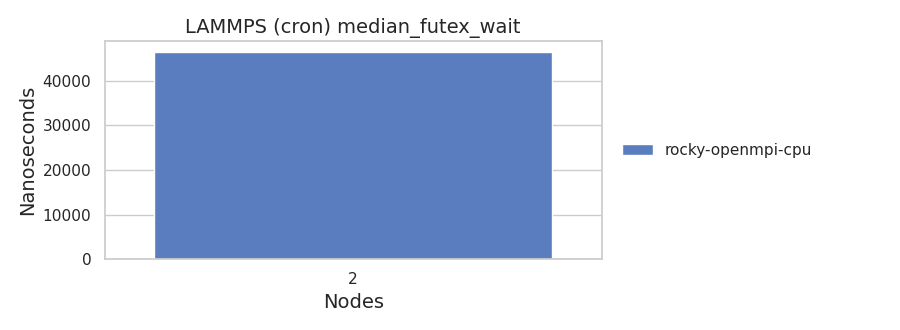 LAMMPS (cron) median_futex_wait
Nanoseconds
40000
30000
20000
10000
0
2
Nodes
rocky-openmpi-cpu